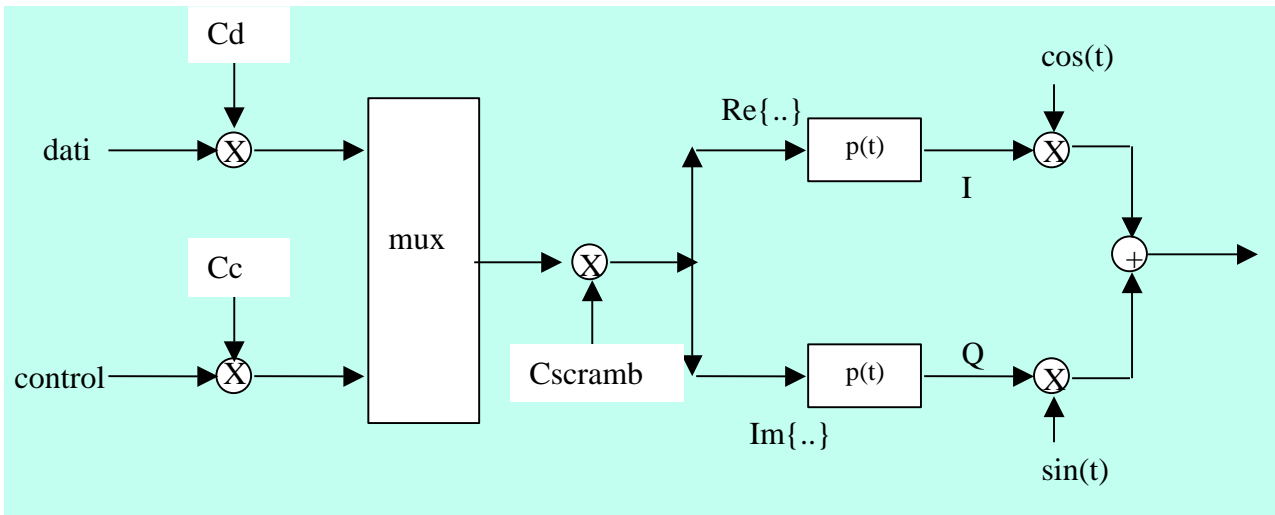 Cd
cos(t)
Re{..}
dati
X
p(t)
X
I
mux
Cc
X
+
control
X
Cscramb
p(t)
Q
X
Im{..}
sin(t)